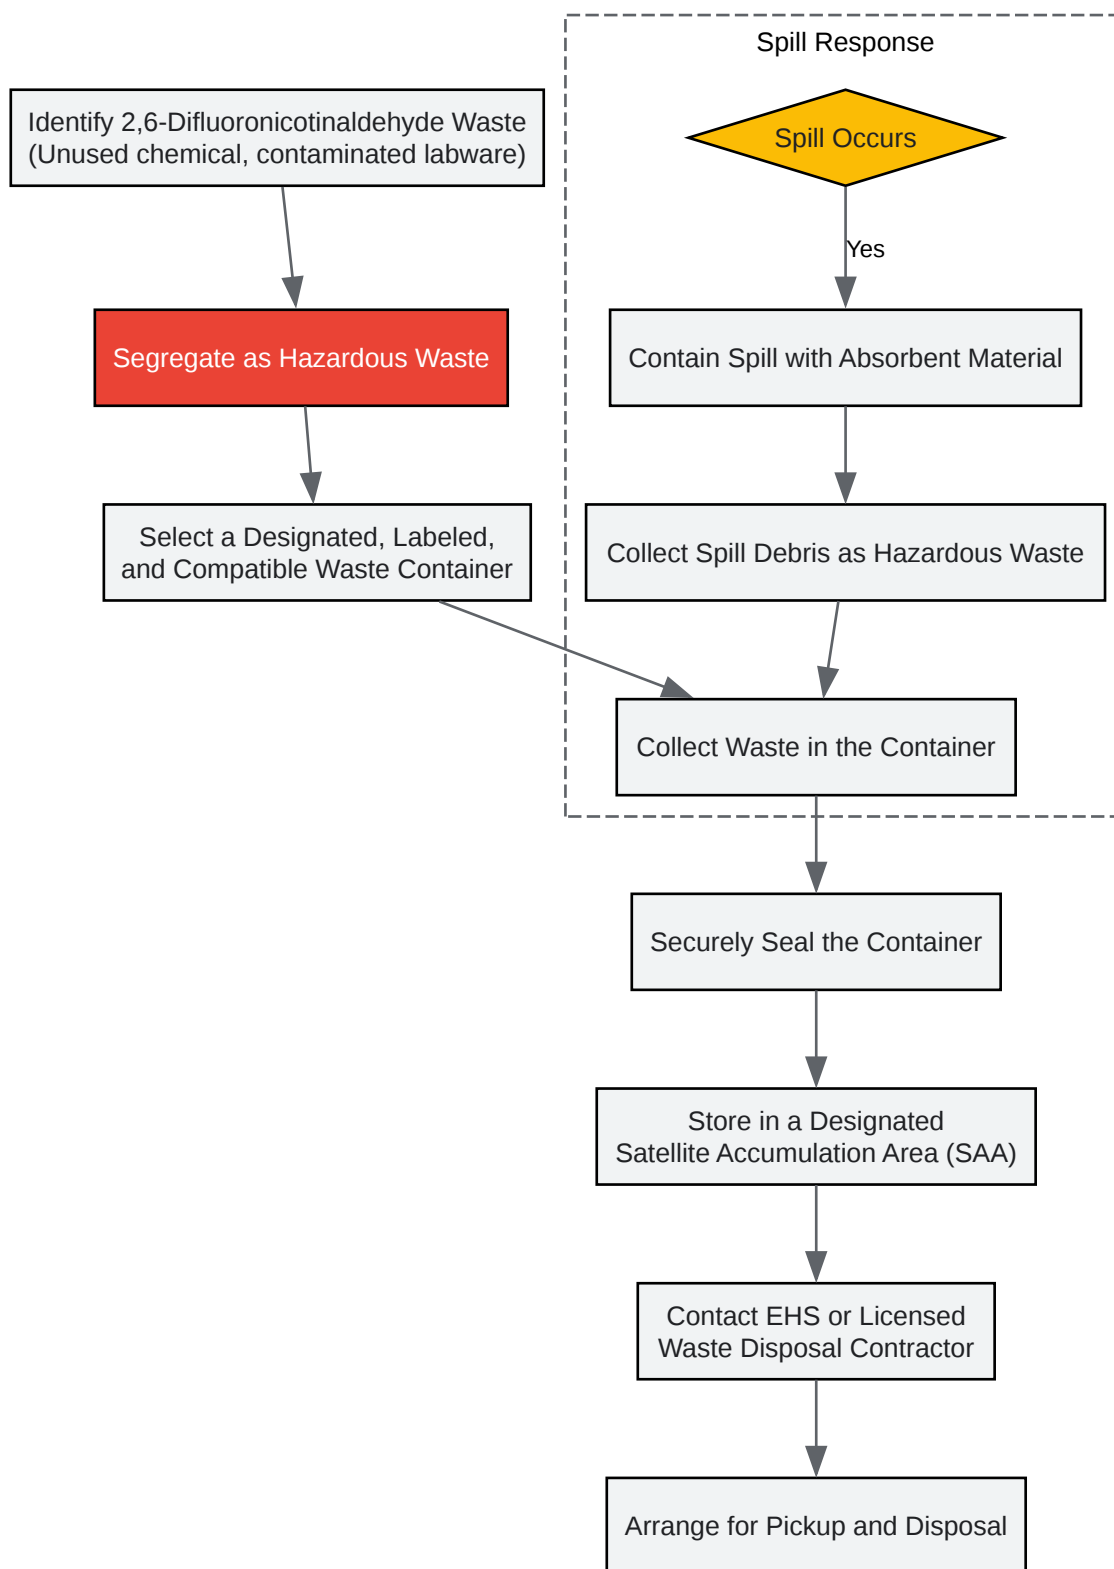 Spill Response
Identify 2,6-Difluoronicotinaldehyde Waste
(Unused chemical, contaminated labware)
Spill Occurs
Yes
Segregate as Hazardous Waste
Contain Spill with Absorbent Material
Select a Designated, Labeled,
and Compatible Waste Container
Collect Spill Debris as Hazardous Waste
Collect Waste in the Container
Securely Seal the Container
Store in a Designated
Satellite Accumulation Area (SAA)
Contact EHS or Licensed
Waste Disposal Contractor
Arrange for Pickup and Disposal